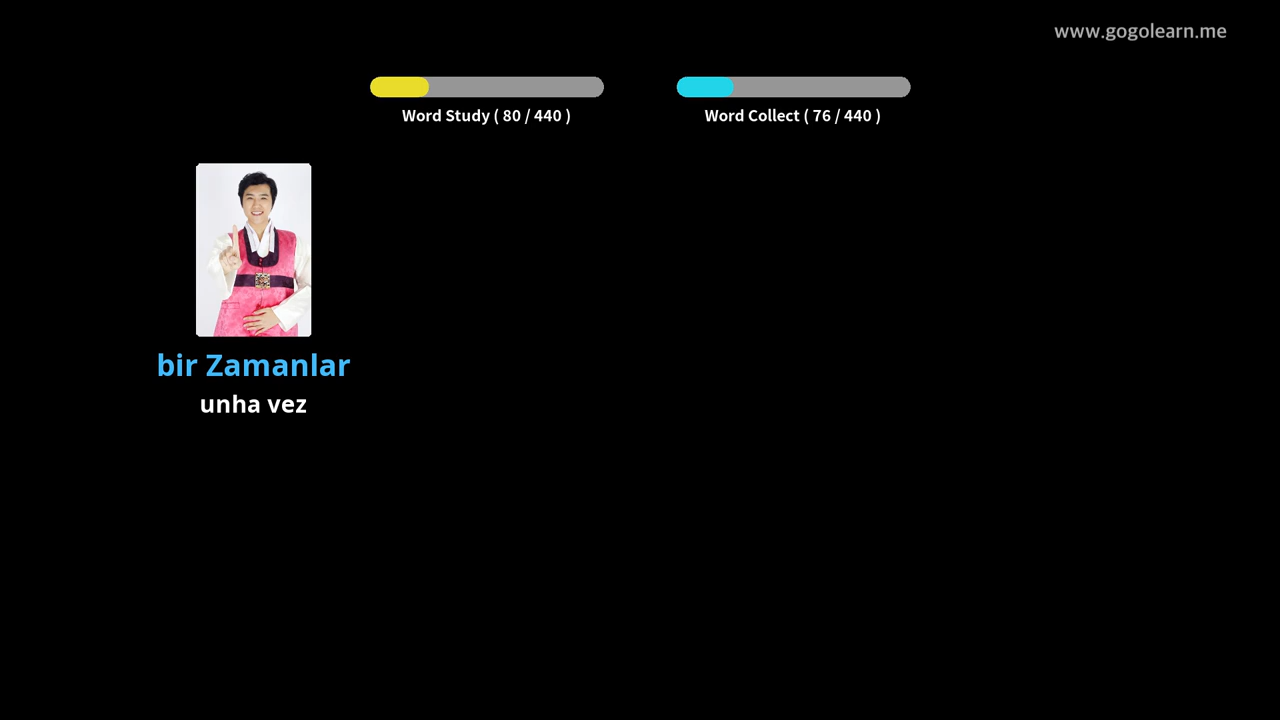 www.gogolearn.me
Word Study ( 80 / 440 )
Word Collect ( 76 / 440 )
bir Zamanlar
unha vez